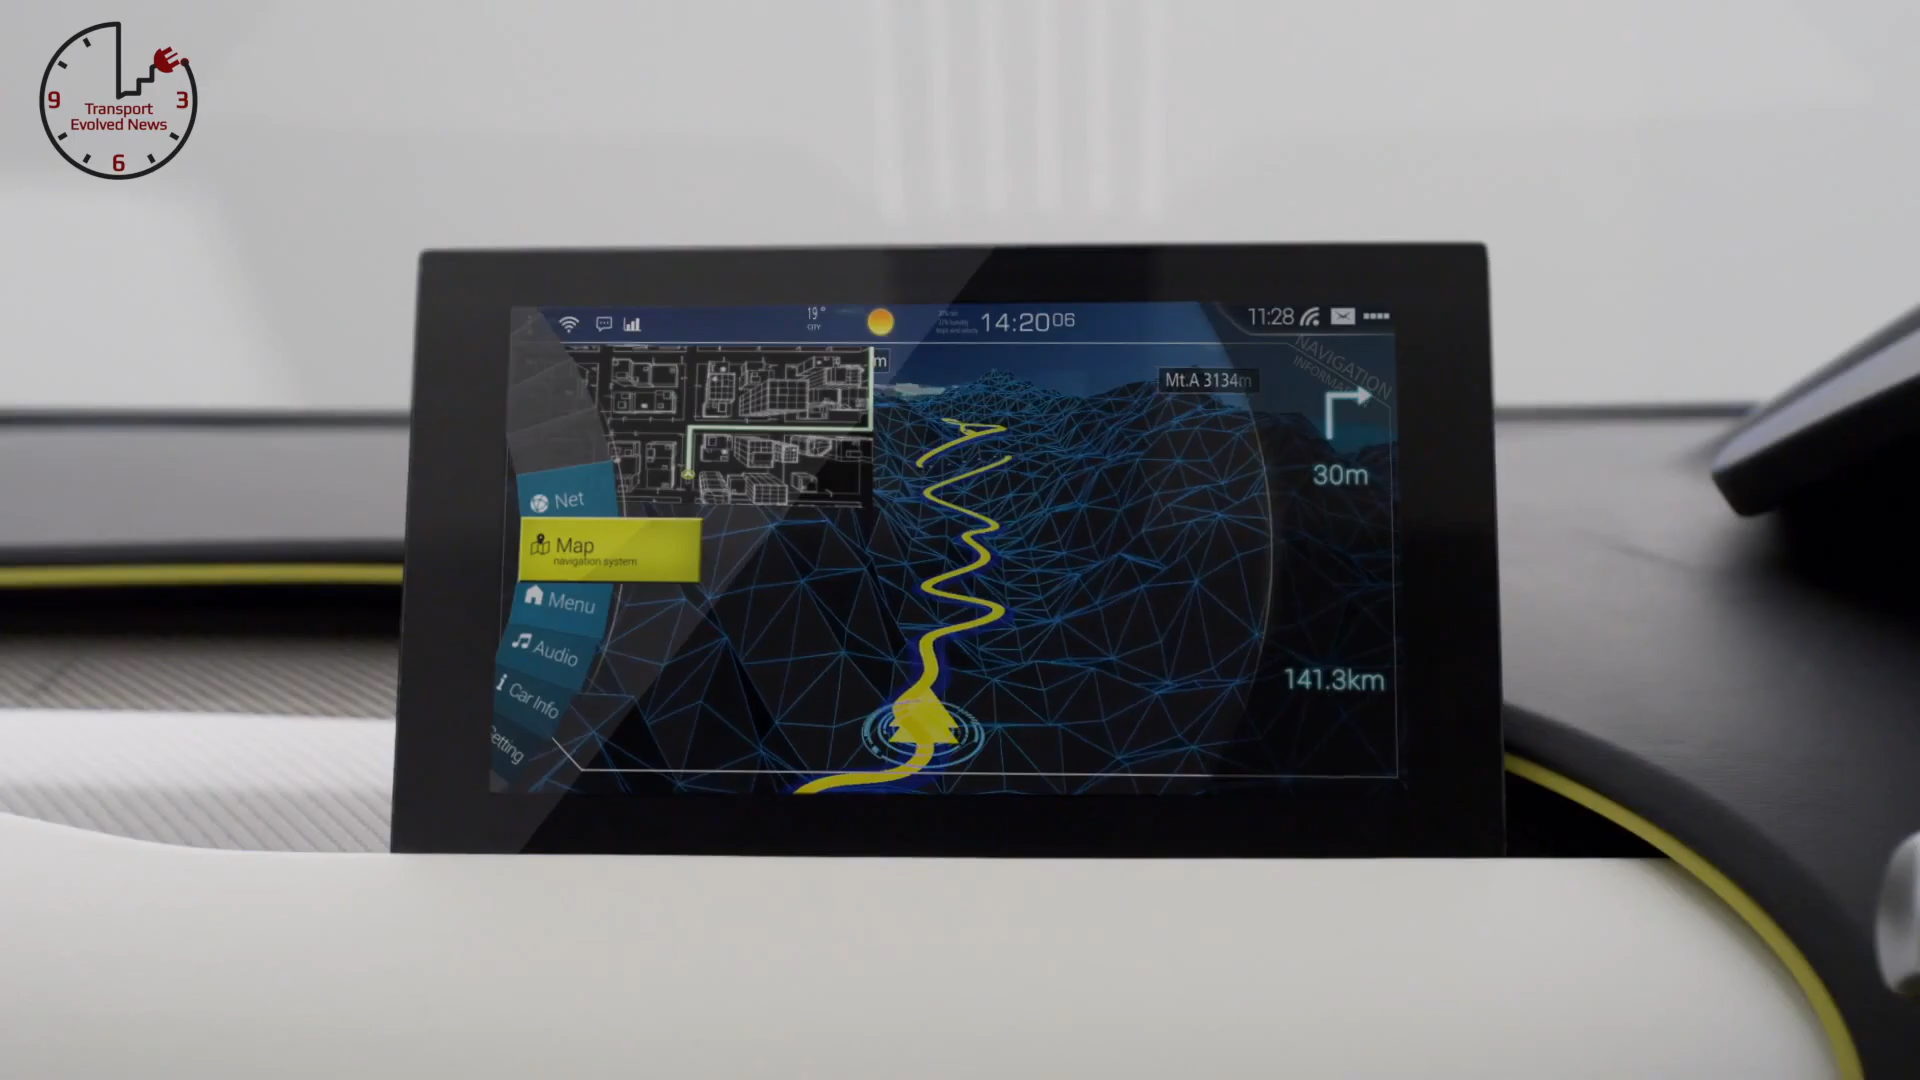 9
3
6
Transport
Evolved News
19°
CITY
14:20 06
11:28
m
Mt.A 3134m
NAVIGATION
30m
141.3km
Net
Map
navigation system
Menu
Audio
i Car Info